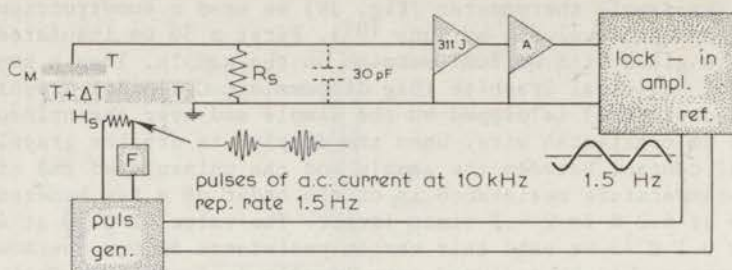 C_M
T
T+ΔT
T
H_S
F
R_S
30 pF
311 J
A
lock — in
ampl.
ref.
pulses of a.c. current at 10 kHz
rep. rate 1.5 Hz
1.5 Hz
puls
gen.